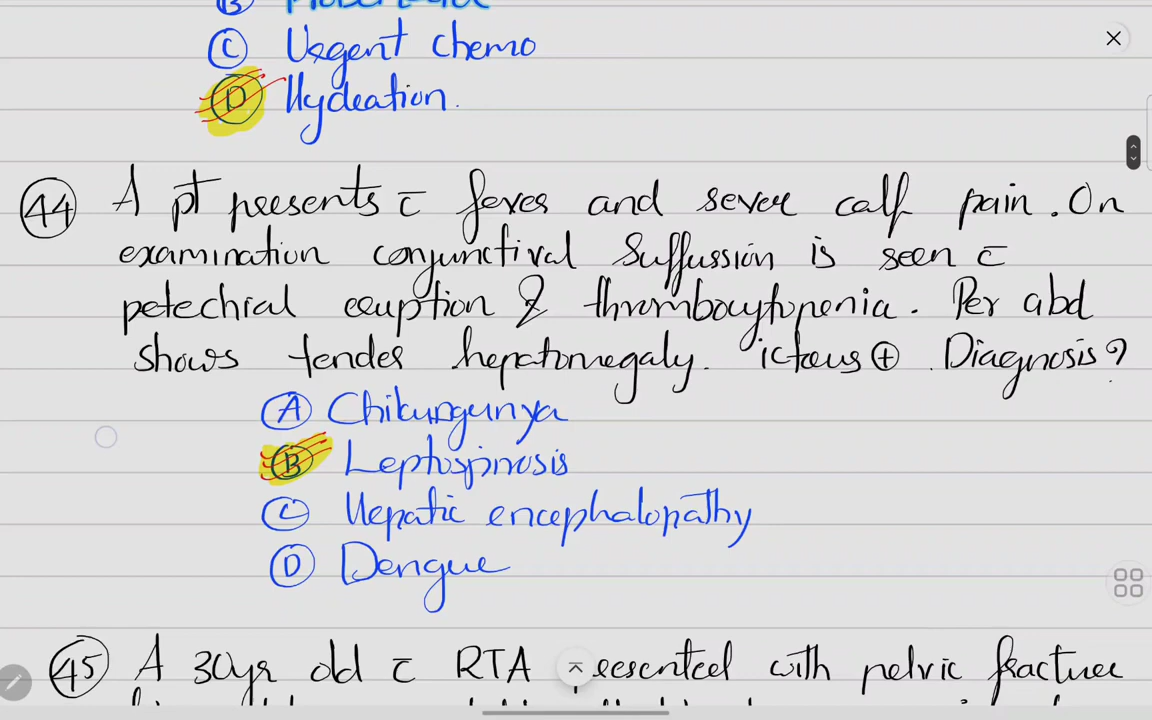 C Urgent chemo
D Hydration.
44 A pt presents c̄ fever and sever calf pain. On
examination conjunctival suffussion is seen c̄
petechial eruption & thrombocytopenia. Per abd
shows tender hepatomegaly. icterus ⊕. Diagnosis?
A Chikungunya
B Leptospirosis
C Hepatic encephalopathy
D Dengue
45 A 30yr old c̄ RTA presented with pelvic fracture